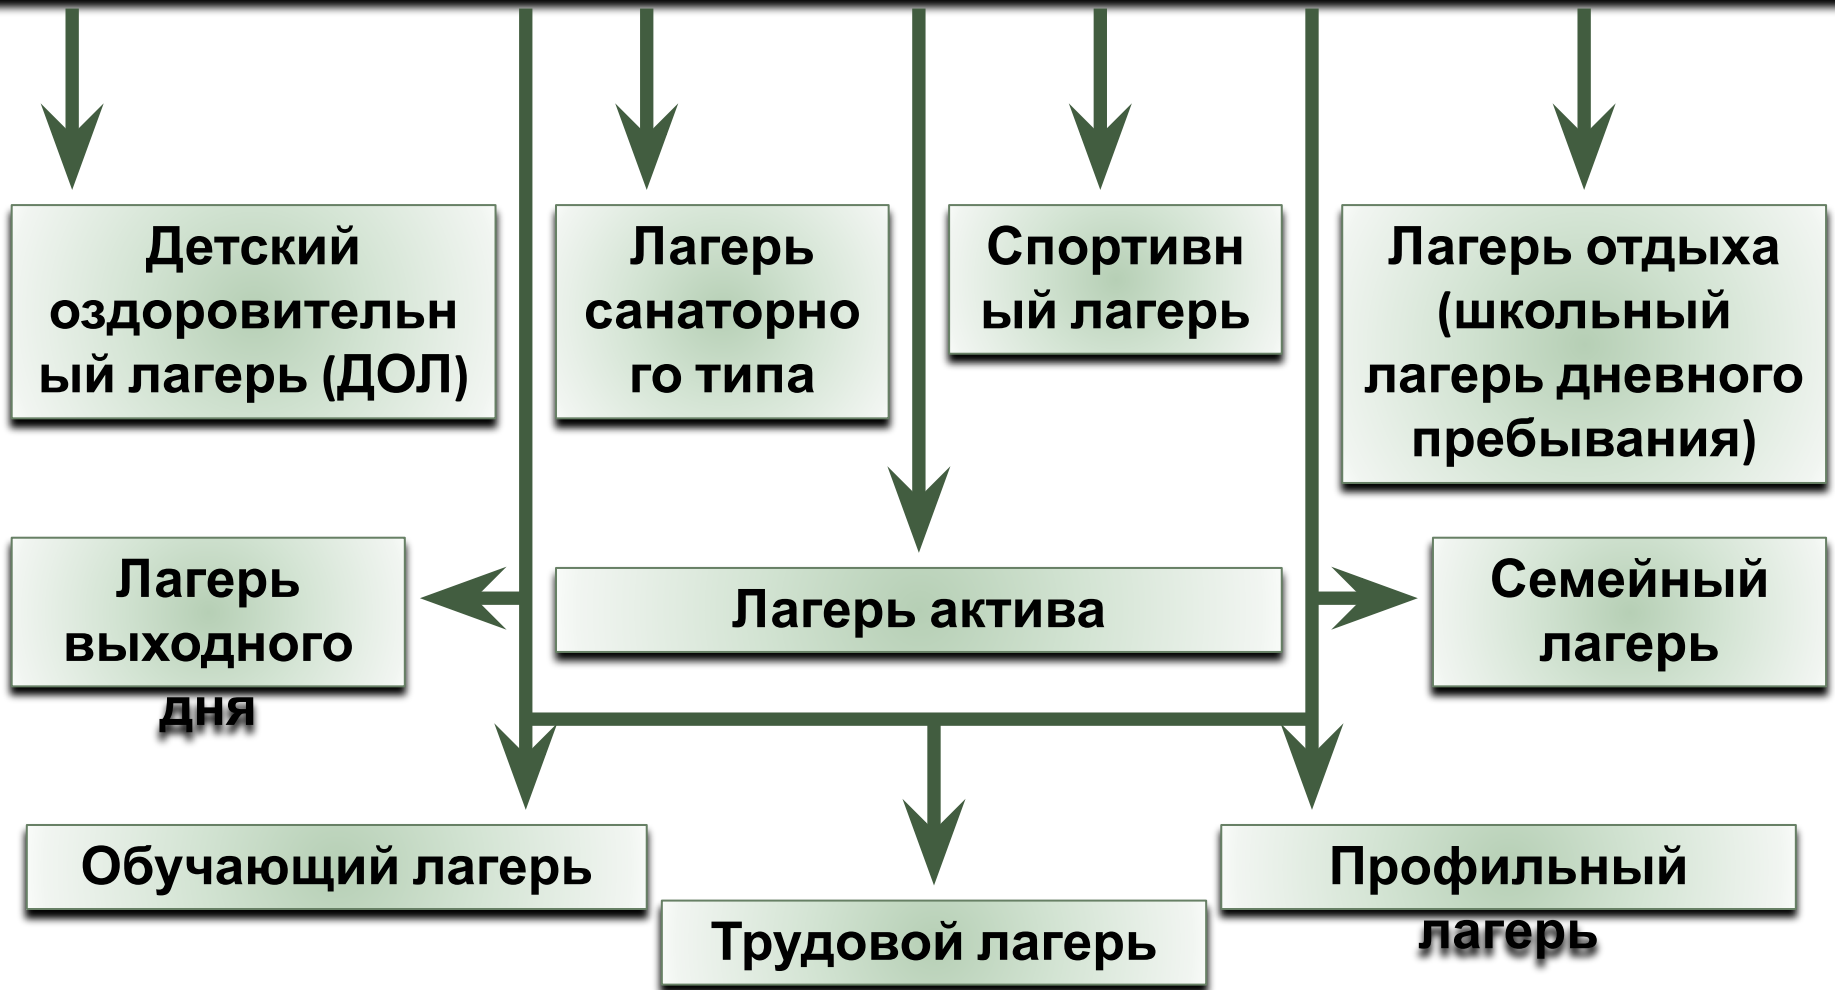 Детский
оздоровительн
ый лагерь (ДОЛ)
Лагерь
санаторно
го типа
Спортивн
ый лагерь
Лагерь отдыха
(школьный
лагерь дневного
пребывания)
Лагерь
выходного
дня
Лагерь актива
Семейный
лагерь
Обучающий лагерь
Трудовой лагерь
Профильный
лагерь